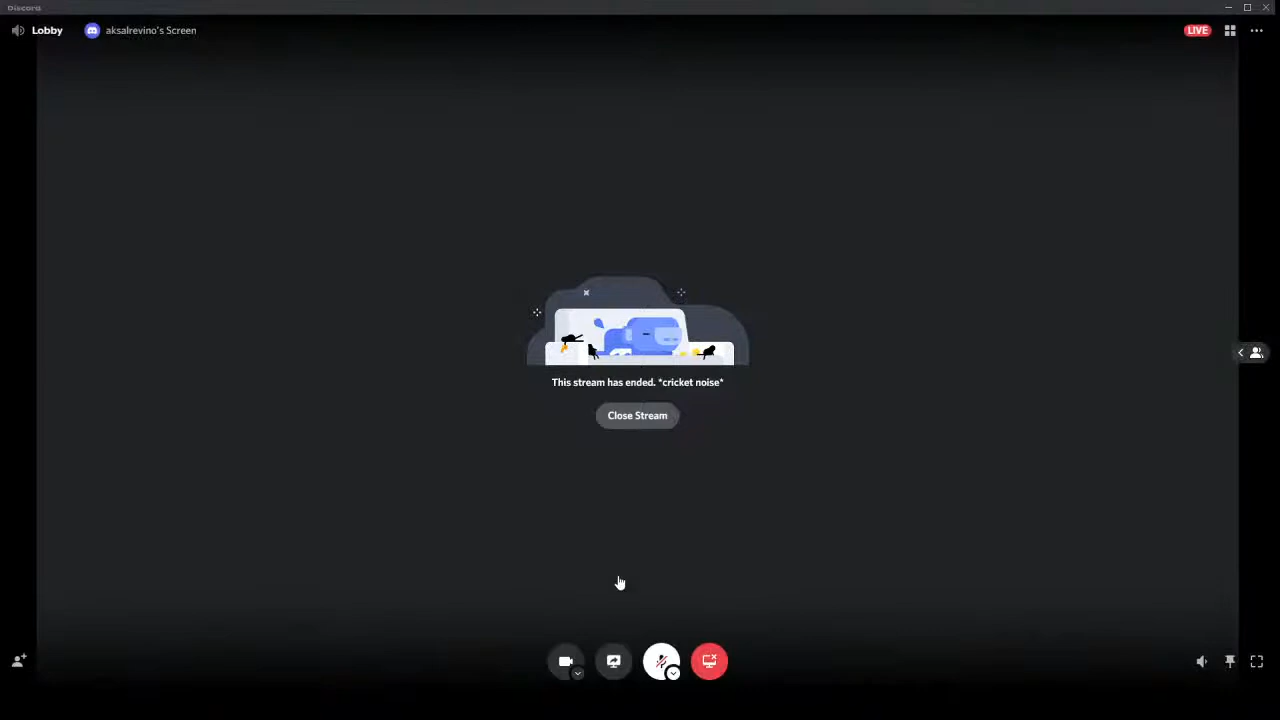 Discord
Lobby
aksalrevino's Screen
LIVE
This stream has ended. *cricket noise*
Close Stream